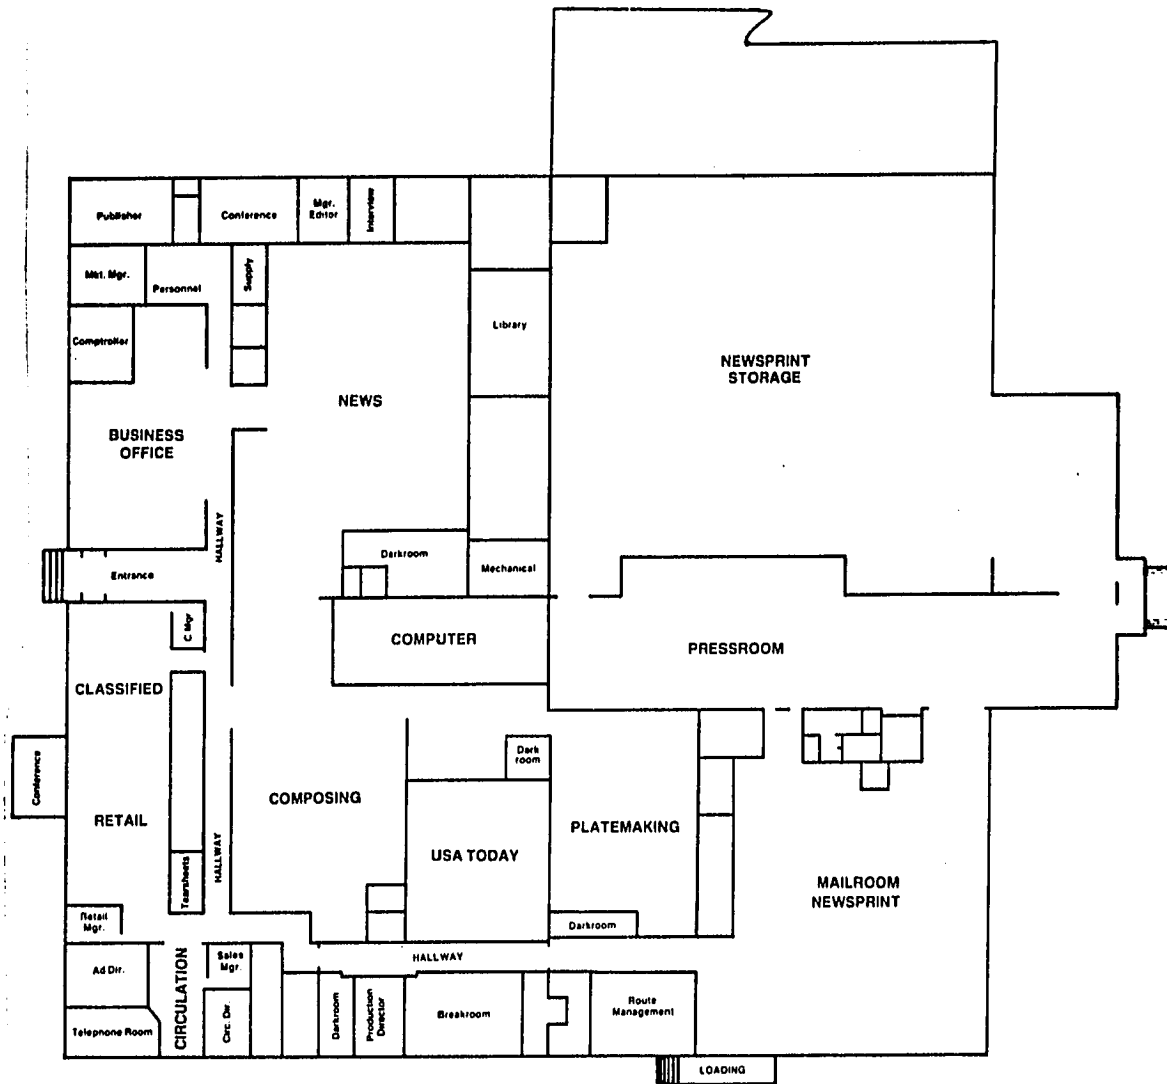 Publisher
Conference
Mgr.
Editor
Interview
Mkt. Mgr.
Personnel
Supply
Comptroller
Library
NEWSPRINT
STORAGE
NEWS
BUSINESS
OFFICE
HALLWAY
Darkroom
Mechanical
Entrance
C Mgr
COMPUTER
PRESSROOM
CLASSIFIED
Conference
Dark
room
COMPOSING
RETAIL
PLATEMAKING
USA TODAY
HALLWAY
Tearsheets
MAILROOM
NEWSPRINT
Retail
Mgr.
Darkroom
HALLWAY
Sales
Mgr.
Ad Dir.
CIRCULATION
Circ. Dir.
Darkroom
Production
Director
Breakroom
Route
Management
Telephone Room
LOADING